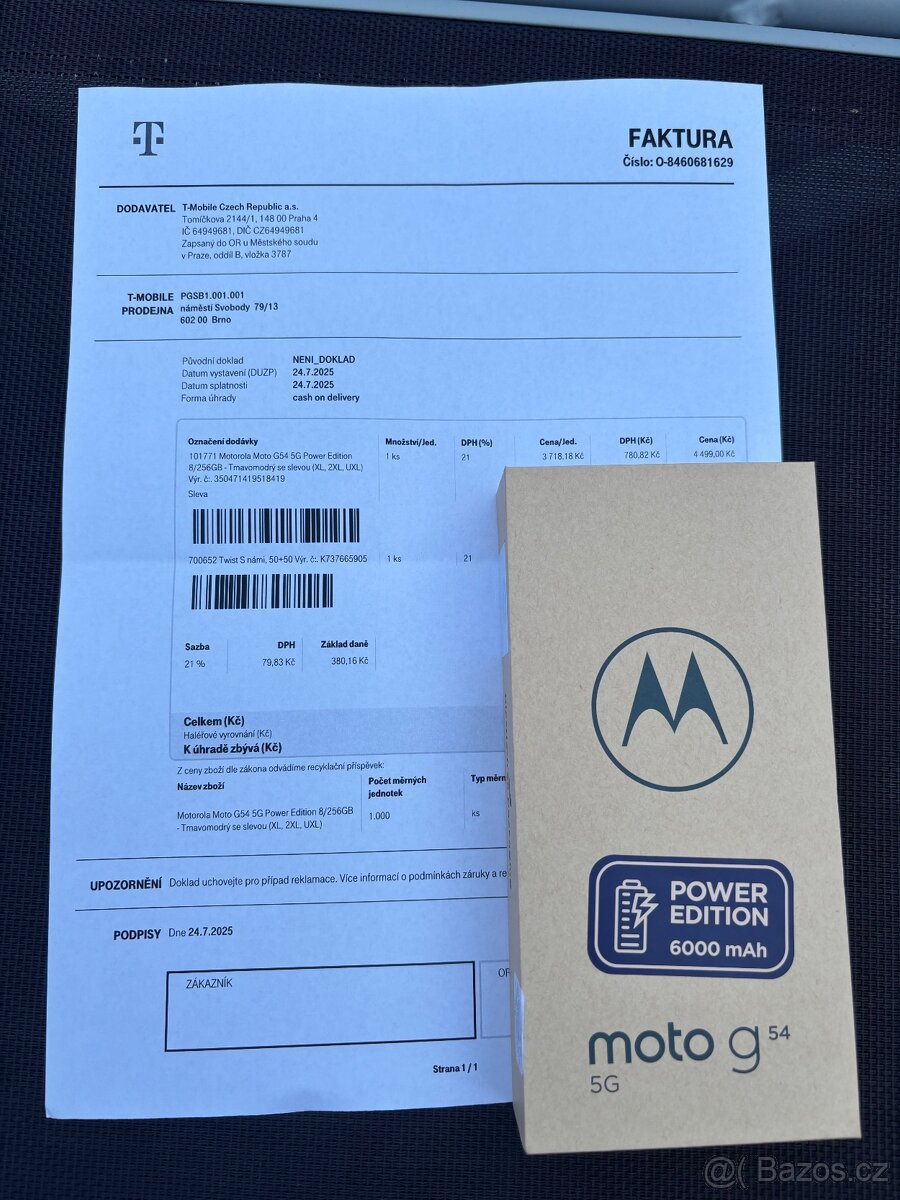 T
FAKTURA
Číslo: O-8460681629
DODAVATEL T-Mobile Czech Republic a.s.
Tomíčkova 2144/1, 148 00 Praha 4
IČ 64949681, DIČ CZ64949681
Zapsaný do OR u Městského soudu
v Praze, oddíl B, vložka 3787
T-MOBILE PRODEJNA
PGSB1.001.001
náměstí Svobody 79/13
602 00 Brno
Původní doklad NENI_DOKLAD
Datum vystavení (DUZP) 24.7.2025
Datum splatnosti 24.7.2025
Forma úhrady cash on delivery
Označení dodávky Množství/Jed. DPH (%) Cena/Jed. DPH (Kč) Cena (Kč)
101771 Motorola Moto G54 5G Power Edition 1 ks 21 3 718,18 Kč 780,82 Kč 4 499,00 Kč
8/256GB - Tmavomodrý se slevou (XL, 2XL, UXL)
Výr. č.: 350471419518419
Sleva
700652 Twist S námi, 50+50 Výr. č.: K737665905 1 ks 21
Sazba DPH Základ daně
21 % 79,83 Kč 380,16 Kč
Celkem (Kč)
Haléřové vyrovnání (Kč)
K úhradě zbývá (Kč)
Z ceny zboží dle zákona odvádíme recyklační příspěvek:
Název zboží Počet měrných jednotek Typ měrn
Motorola Moto G54 5G Power Edition 8/256GB 1.000 ks
- Tmavomodrý se slevou (XL, 2XL, UXL)
UPOZORNĚNÍ Doklad uchovejte pro případ reklamace. Více informací o podmínkách záruky a re
PODPISY Dne 24.7.2025
ZÁKAZNÍK
Strana 1 / 1
POWER
EDITION
6000 mAh
moto g54
5G
@( Bazos.cz